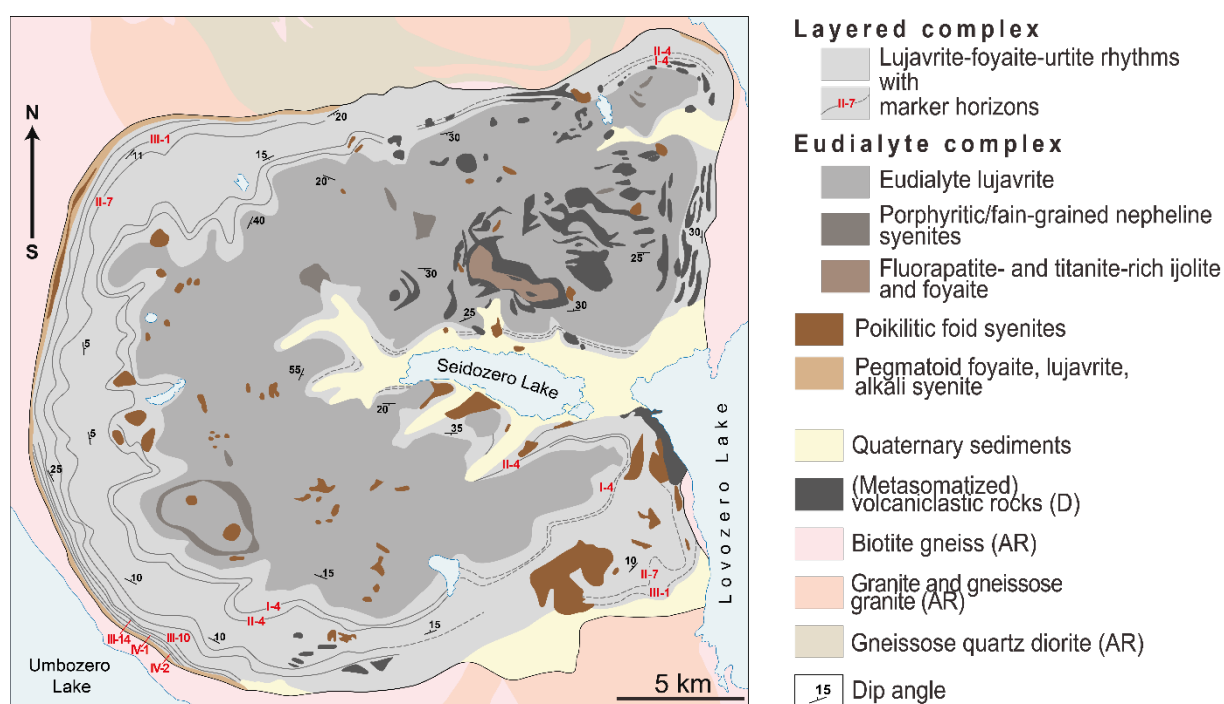 II-4
I-4
N
20
III-1
30
11
15
20
II-7
40
S
30
25
30
25
30
5
55
Seidozero Lake
20
35
5
II-4
25
I-4
Lovozero Lake
10
II-7
10
15
III-1
I-4
II-4
III-14
III-10
10
15
IV-1
IV-2
Umbozero
Lake
5 km
Layered complex
Lujavrite-foyaite-urtite rhythms
with
II-7
marker horizons
Eudialyte complex
Eudialyte lujavrite
Porphyritic/fain-grained nepheline
syenites
Fluorapatite- and titanite-rich ijolite
and foyaite
Poikilitic foid syenites
Pegmatoid foyaite, lujavrite,
alkali syenite
Quaternary sediments
(Metasomatized)
volcaniclastic rocks (D)
Biotite gneiss (AR)
Granite and gneissose
granite (AR)
Gneissose quartz diorite (AR)
15
Dip angle